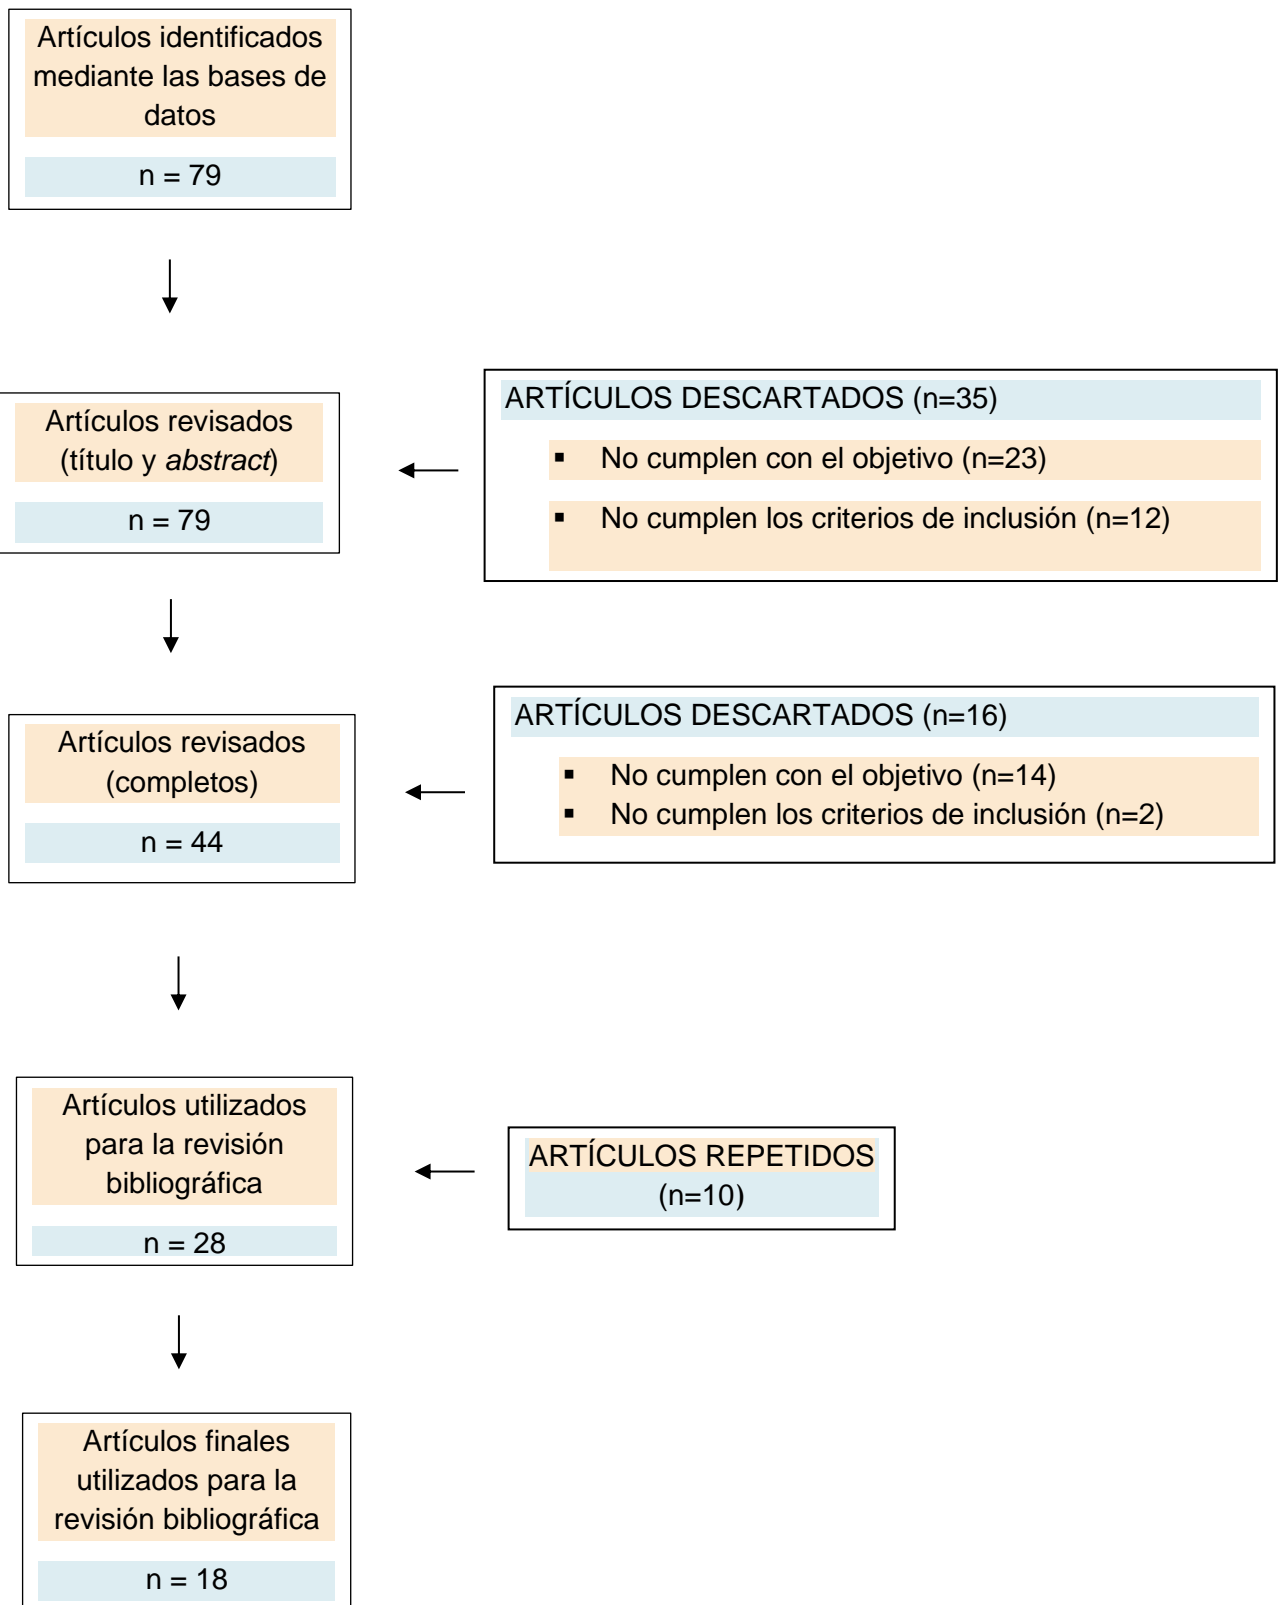 Artículos identificados
mediante las bases de
datos
n = 79
Artículos revisados
(título y abstract)
n = 79
ARTÍCULOS DESCARTADOS (n=35)
▪ No cumplen con el objetivo (n=23)
▪ No cumplen los criterios de inclusión (n=12)
Artículos revisados
(completos)
n = 44
ARTÍCULOS DESCARTADOS (n=16)
▪ No cumplen con el objetivo (n=14)
▪ No cumplen los criterios de inclusión (n=2)
Artículos utilizados
para la revisión
bibliográfica
n = 28
ARTÍCULOS REPETIDOS
(n=10)
Artículos finales
utilizados para la
revisión bibliográfica
n = 18